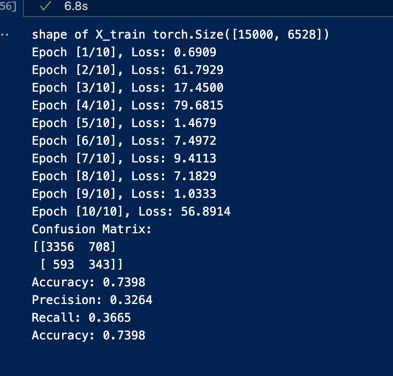 56] ✓ 6.8s
·· shape of X_train torch.Size([15000, 6528])
Epoch [1/10], Loss: 0.6909
Epoch [2/10], Loss: 61.7929
Epoch [3/10], Loss: 17.4500
Epoch [4/10], Loss: 79.6815
Epoch [5/10], Loss: 1.4679
Epoch [6/10], Loss: 7.4972
Epoch [7/10], Loss: 9.4113
Epoch [8/10], Loss: 7.1829
Epoch [9/10], Loss: 1.0333
Epoch [10/10], Loss: 56.8914
Confusion Matrix:
[[3356 708]
[ 593 343]]
Accuracy: 0.7398
Precision: 0.3264
Recall: 0.3665
Accuracy: 0.7398